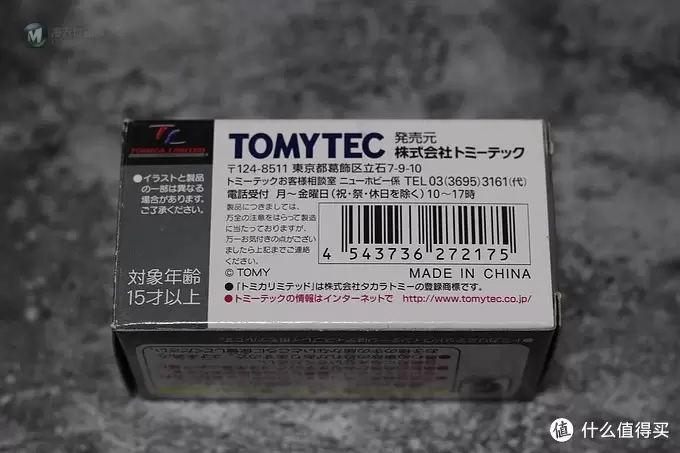 TOMICA LIMITED
●イラストと製品
の一部は異なる
場合があります。
ご了承ください。
対象年齢
15才以上
TOMYTEC 発売元
株式会社トミーテック
〒124-8511 東京都葛飾区立石7-9-10
トミーテックお客様相談室 ニューホビー係 TEL 03(3695)3161(代)
電話受付 月〜金曜日(祝・祭・休日を除く)10〜17時
製品につきましては、
万全の注意をはらって製造
に当たっておりますが、
万一お気付きの点がござい
ましたら上記までご連絡
ください。
4 543736 272175
© TOMY MADE IN CHINA
●「トミカリミテッド」は株式会社タカラトミーの登録商標です。
●トミーテックの情報はインターネットで http://www.tomytec.co.jp/
值 什么值得买